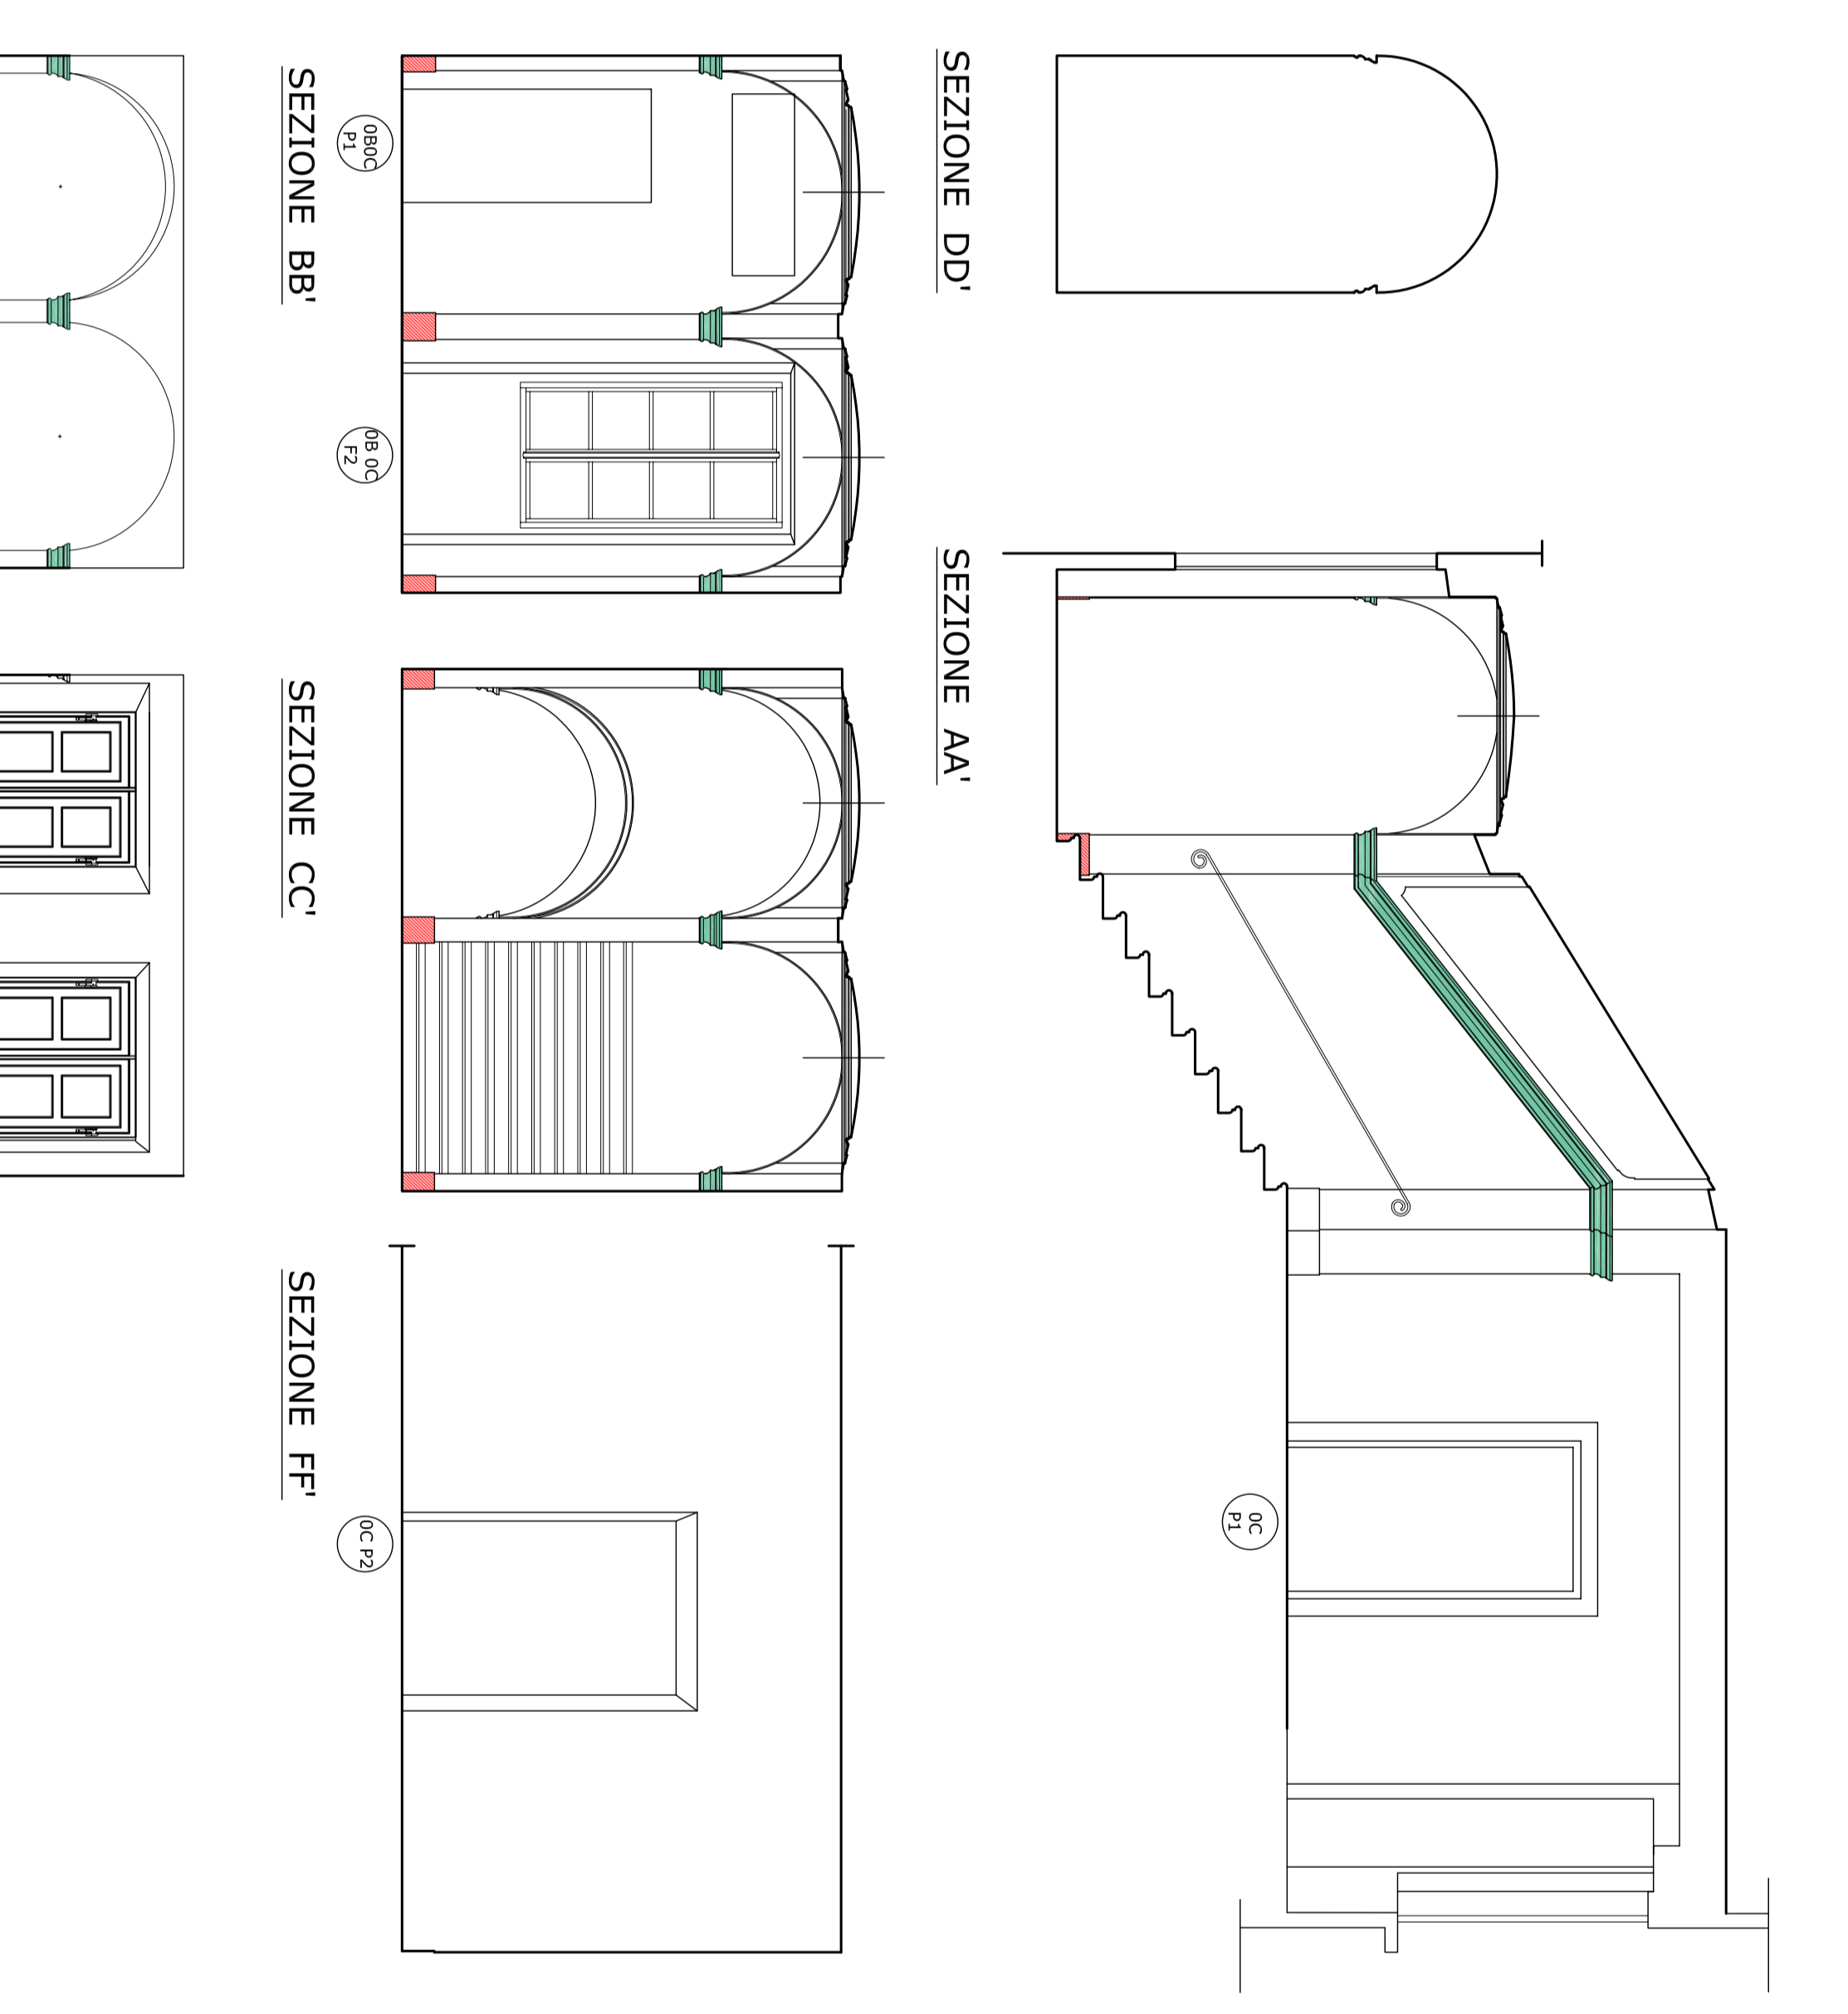 SEZIONE DD'
SEZIONE AA'
0C
P1
SEZIONE BB'
0B0C
P1
0B 0C
F2
SEZIONE CC'
SEZIONE FF'
0C P2